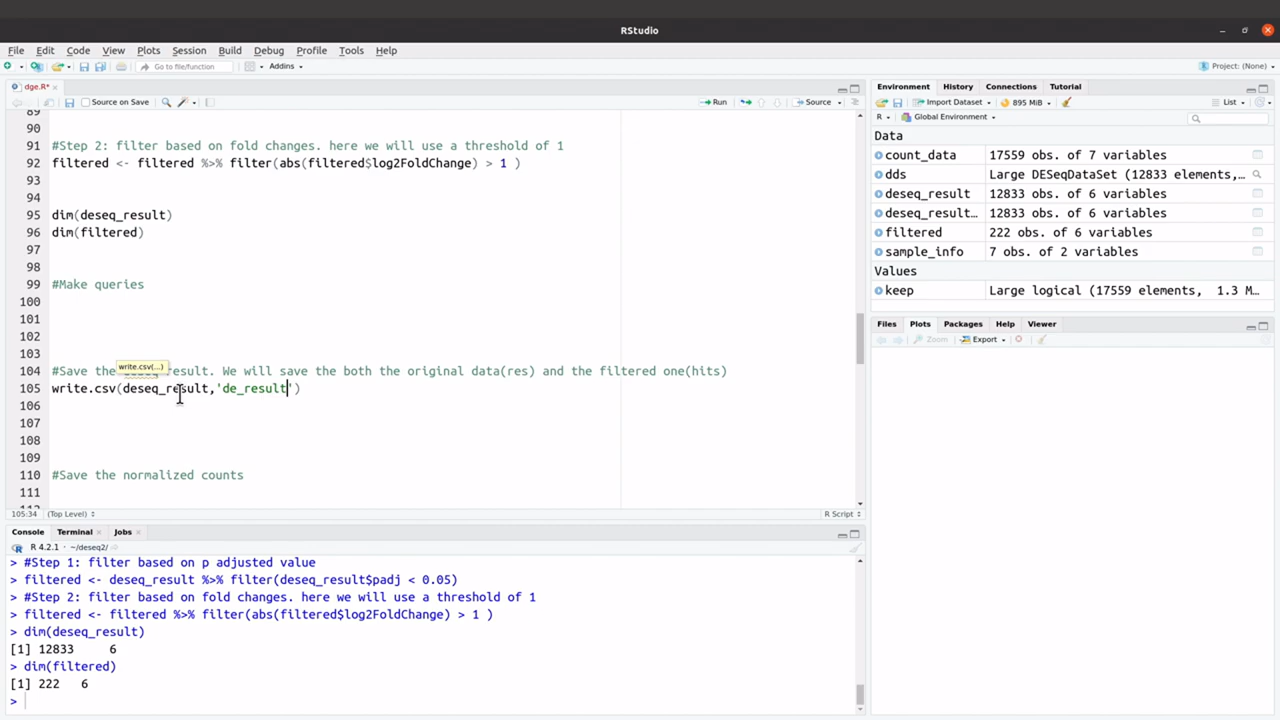 RStudio
File Edit Code View Plots Session Build Debug Profile Tools Help
Go to file/function Addins Project: (None)
dge.R*
Source on Save Run Source
89
90
91 #Step 2: filter based on fold changes. here we will use a threshold of 1
92 filtered <- filtered %>% filter(abs(filtered$log2FoldChange) > 1 )
93
94
95 dim(deseq_result)
96 dim(filtered)
97
98
99 #Make queries
100
101
102
103
write.csv(...)
104 #Save the deseq result. We will save the both the original data(res) and the filtered one(hits)
105 write.csv(deseq_result,'de_result')
106
107
108
109
110 #Save the normalized counts
111
105:34 (Top Level) R Script
Console Terminal Jobs
R 4.2.1 · ~/deseq2/
> #Step 1: filter based on p adjusted value
> filtered <- deseq_result %>% filter(deseq_result$padj < 0.05)
> #Step 2: filter based on fold changes. here we will use a threshold of 1
> filtered <- filtered %>% filter(abs(filtered$log2FoldChange) > 1 )
> dim(deseq_result)
[1] 12833     6
> dim(filtered)
[1] 222   6
>
Environment History Connections Tutorial
Import Dataset 895 MiB List
R Global Environment
Data
count_data 17559 obs. of 7 variables
dds Large DESeqDataSet (12833 elements,…
deseq_result 12833 obs. of 6 variables
deseq_result… 12833 obs. of 6 variables
filtered 222 obs. of 6 variables
sample_info 7 obs. of 2 variables
Values
keep Large logical (17559 elements, 1.3 M…
Files Plots Packages Help Viewer
Zoom Export